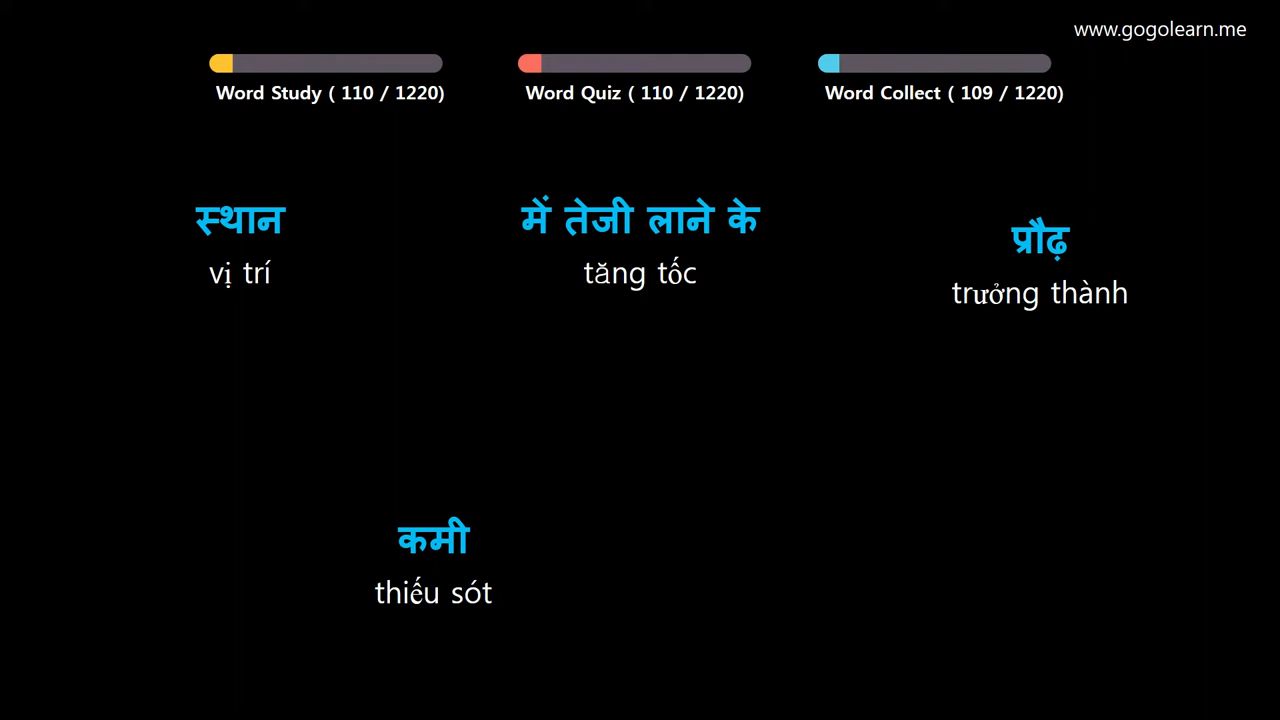 www.gogolearn.me
Word Study ( 110 / 1220)
Word Quiz ( 110 / 1220)
Word Collect ( 109 / 1220)
स्थान
vị trí
में तेजी लाने के
tăng tốc
प्रौढ़
trưởng thành
कमी
thiếu sót